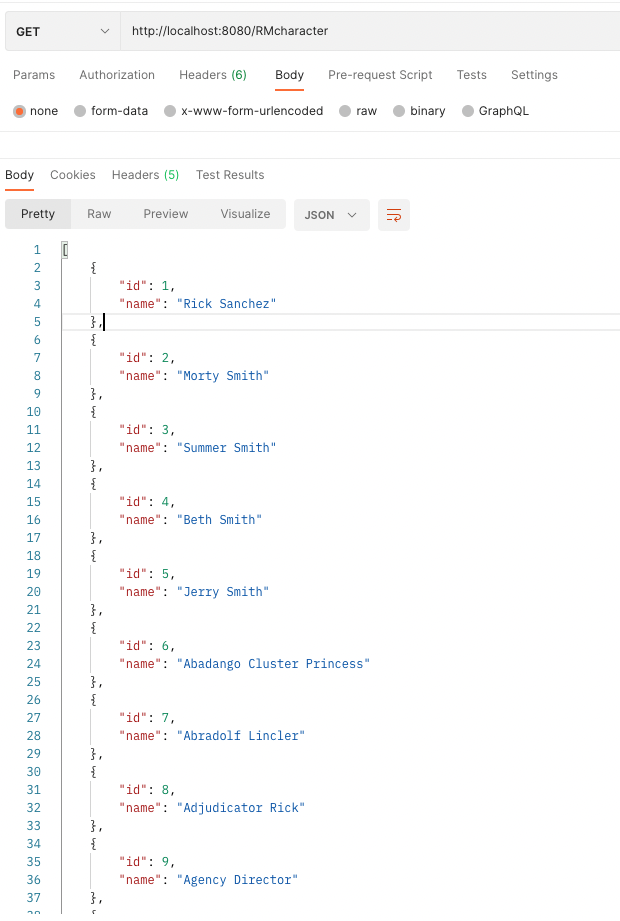 GET http://localhost:8080/RMcharacter
Params Authorization Headers (6) Body Pre-request Script Tests Settings
none form-data x-www-form-urlencoded raw binary GraphQL
Body Cookies Headers (5) Test Results
Pretty Raw Preview Visualize JSON
1 [
2 {
3 "id": 1,
4 "name": "Rick Sanchez"
5 },
6 {
7 "id": 2,
8 "name": "Morty Smith"
9 },
10 {
11 "id": 3,
12 "name": "Summer Smith"
13 },
14 {
15 "id": 4,
16 "name": "Beth Smith"
17 },
18 {
19 "id": 5,
20 "name": "Jerry Smith"
21 },
22 {
23 "id": 6,
24 "name": "Abadango Cluster Princess"
25 },
26 {
27 "id": 7,
28 "name": "Abradolf Lincler"
29 },
30 {
31 "id": 8,
32 "name": "Adjudicator Rick"
33 },
34 {
35 "id": 9,
36 "name": "Agency Director"
37 },
38 {